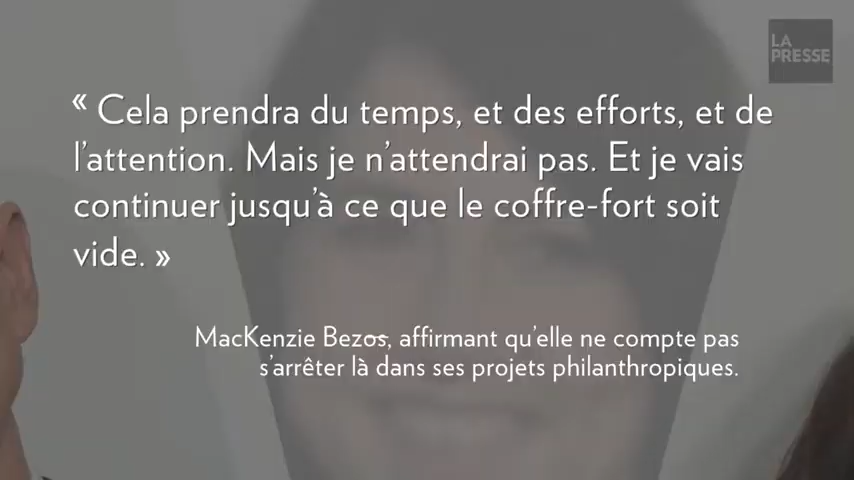 LA
PRESSE
« Cela prendra du temps, et des efforts, et de
l'attention. Mais je n'attendrai pas. Et je vais
continuer jusqu'à ce que le coffre-fort soit
vide. »
MacKenzie Bezos, affirmant qu'elle ne compte pas
s'arrêter là dans ses projets philanthropiques.